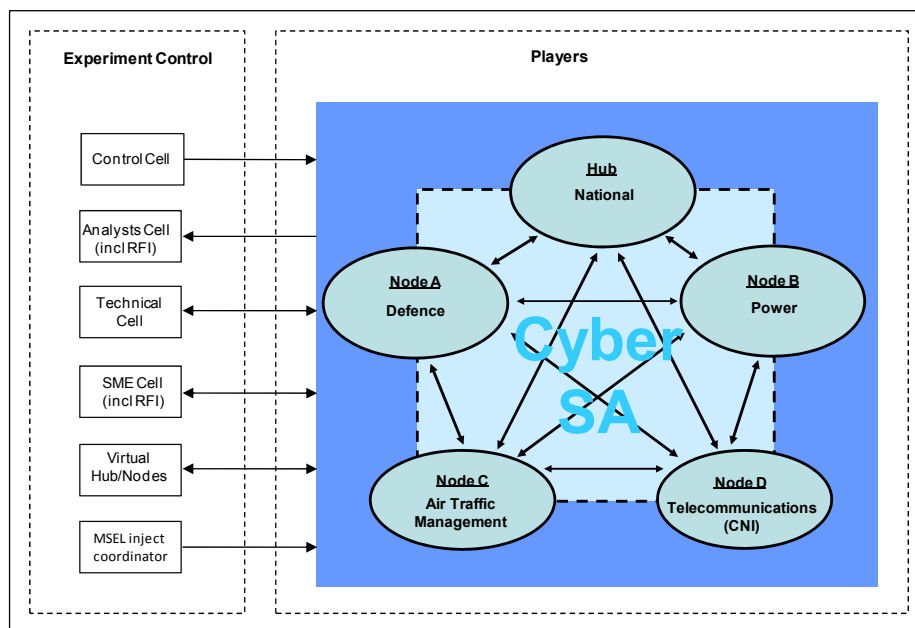 Experiment Control
Control Cell
Analysts Cell
(incl RFI)
Technical
Cell
SME Cell
(incl RFI)
Virtual
Hub/Nodes
MSEL inject
coordinator
Players
Hub
National
Node A
Defence
Node B
Power
Cyber
SA
Node C
Air Traffic
Management
Node D
Telecommunications
(CNI)